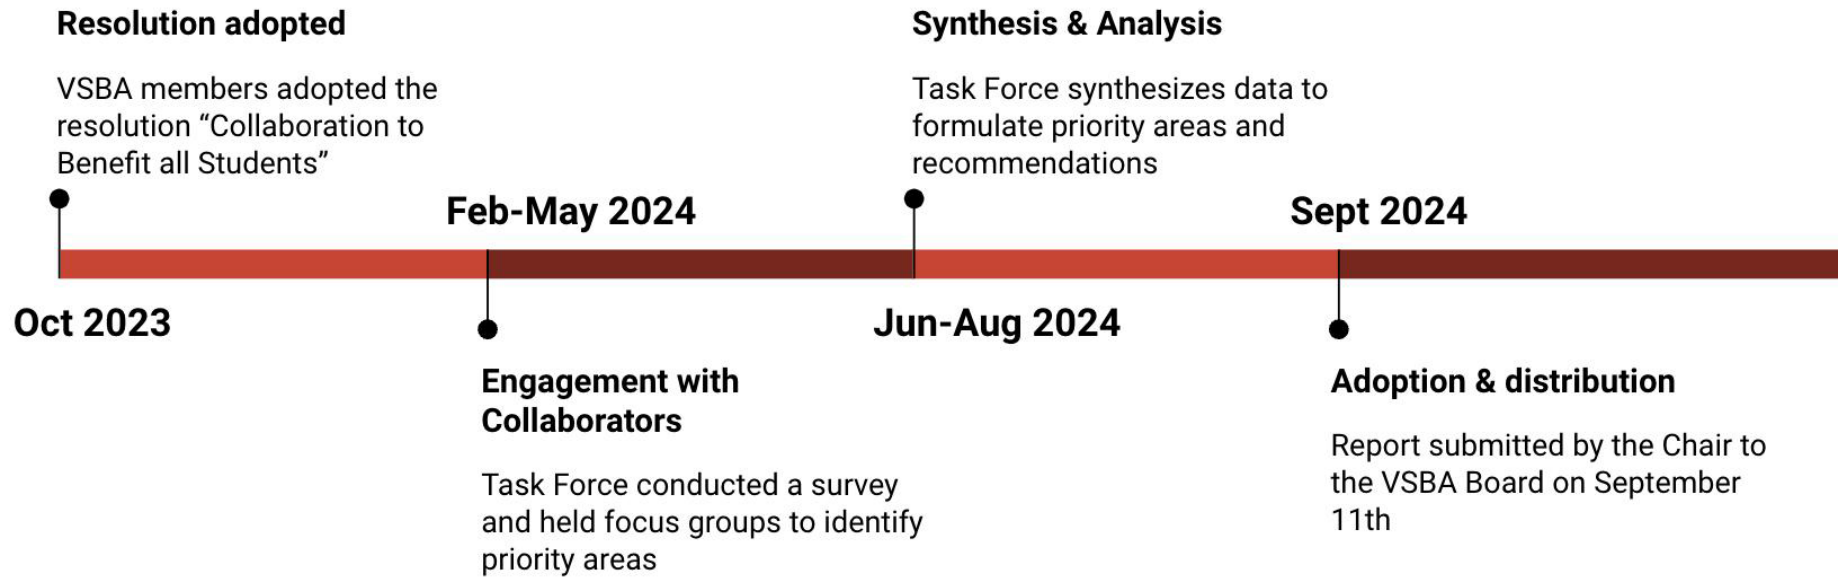 Resolution adopted
VSBA members adopted the
resolution “Collaboration to
Benefit all Students”
Oct 2023
Feb-May 2024
Engagement with
Collaborators
Task Force conducted a survey
and held focus groups to identify
priority areas
Synthesis & Analysis
Task Force synthesizes data to
formulate priority areas and
recommendations
Jun-Aug 2024
Sept 2024
Adoption & distribution
Report submitted by the Chair to
the VSBA Board on September
11th